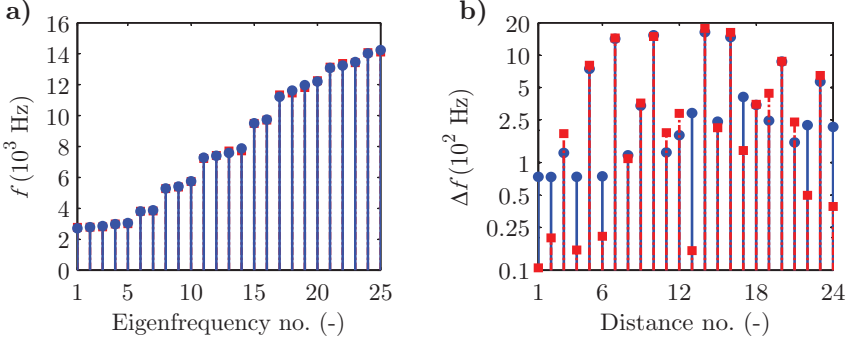 a)
16
14
12
10
8
6
4
2
0
f (10³ Hz)
1 5 10 15 20 25
Eigenfrequency no. (-)
b)
20
10
5
2.5
1
0.5
0.25
0.1
Δf (10² Hz)
1 6 12 18 24
Distance no. (-)